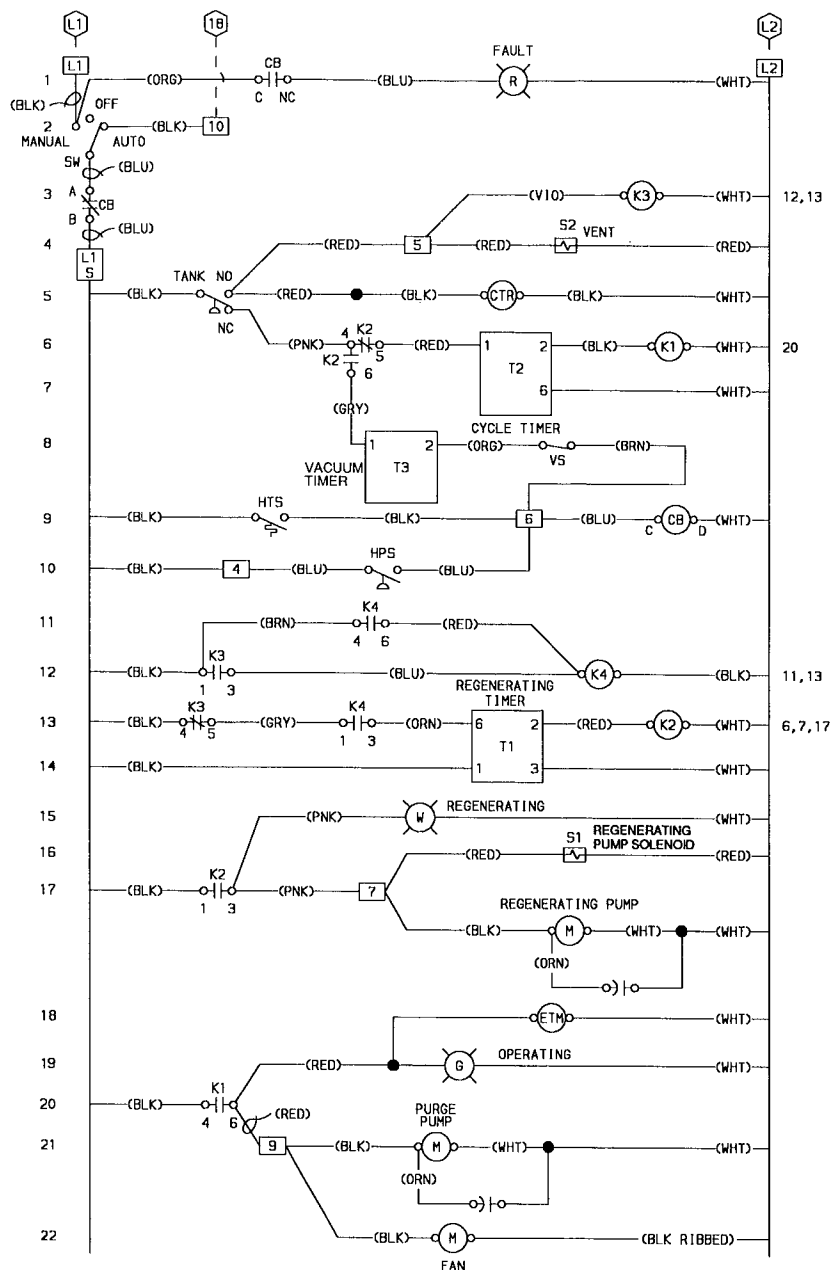 L1 18 L2
FAULT
L1 CB L2
1 (ORG) (BLU) R (WHT)
C NC
(BLK) OFF
2 (BLK) 10
MANUAL AUTO
SW (BLU)
3 A (VIO) K3 (WHT) 12,13
CB
B (BLU) S2 VENT
4 (RED) 5 (RED) (RED)
L1
S
TANK NO
5 (BLK) (RED) (BLK) CTR (BLK) (WHT)
NC
4 K2
6 (PNK) 5 (RED) 1 2 (BLK) K1 (WHT) 20
K2 T2
7 6 6 (WHT)
(GRY)
CYCLE TIMER
8 1 2 (ORG) (BRN)
VS
VACUUM
TIMER T3
HTS
9 (BLK) (BLK) 6 (BLU) CB (WHT)
C D
HPS
10 (BLK) 4 (BLU) (BLU)
K4
11 (BRN) (RED)
4 6
K3
12 (BLK) (BLU) K4 (BLK) 11,13
1 3
REGENERATING
TIMER
K3 K4
13 (BLK) (GRY) (ORN) 6 2 (RED) K2 (WHT) 6,7,17
4 5 1 3
T1
14 (BLK) 1 3 (WHT)
15 (PNK) W REGENERATING (WHT)
REGENERATING
S1 PUMP SOLENOID
16 (RED) (RED)
K2
17 (BLK) (PNK) 7
1 3
REGENERATING PUMP
(BLK) M (WHT) (WHT)
(ORN)
18 ETM (WHT)
OPERATING
19 (RED) G (WHT)
K1
20 (BLK) (RED)
4 6
PURGE
PUMP
21 9 (BLK) M (WHT) (WHT)
(ORN)
22 (BLK) M (BLK RIBBED)
FAN